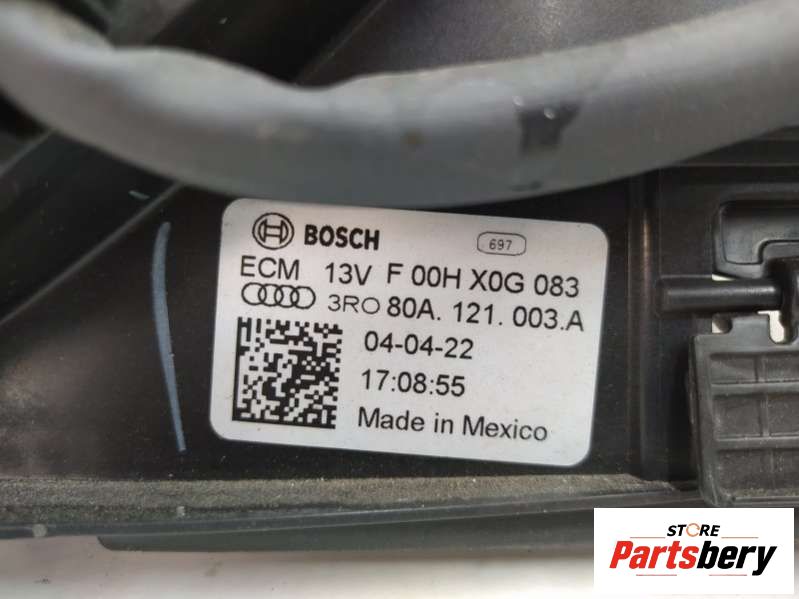 BOSCH 697
ECM 13V F 00H X0G 083
3RO 80A. 121. 003.A
04-04-22
17:08:55
Made in Mexico
STORE
Partsbery